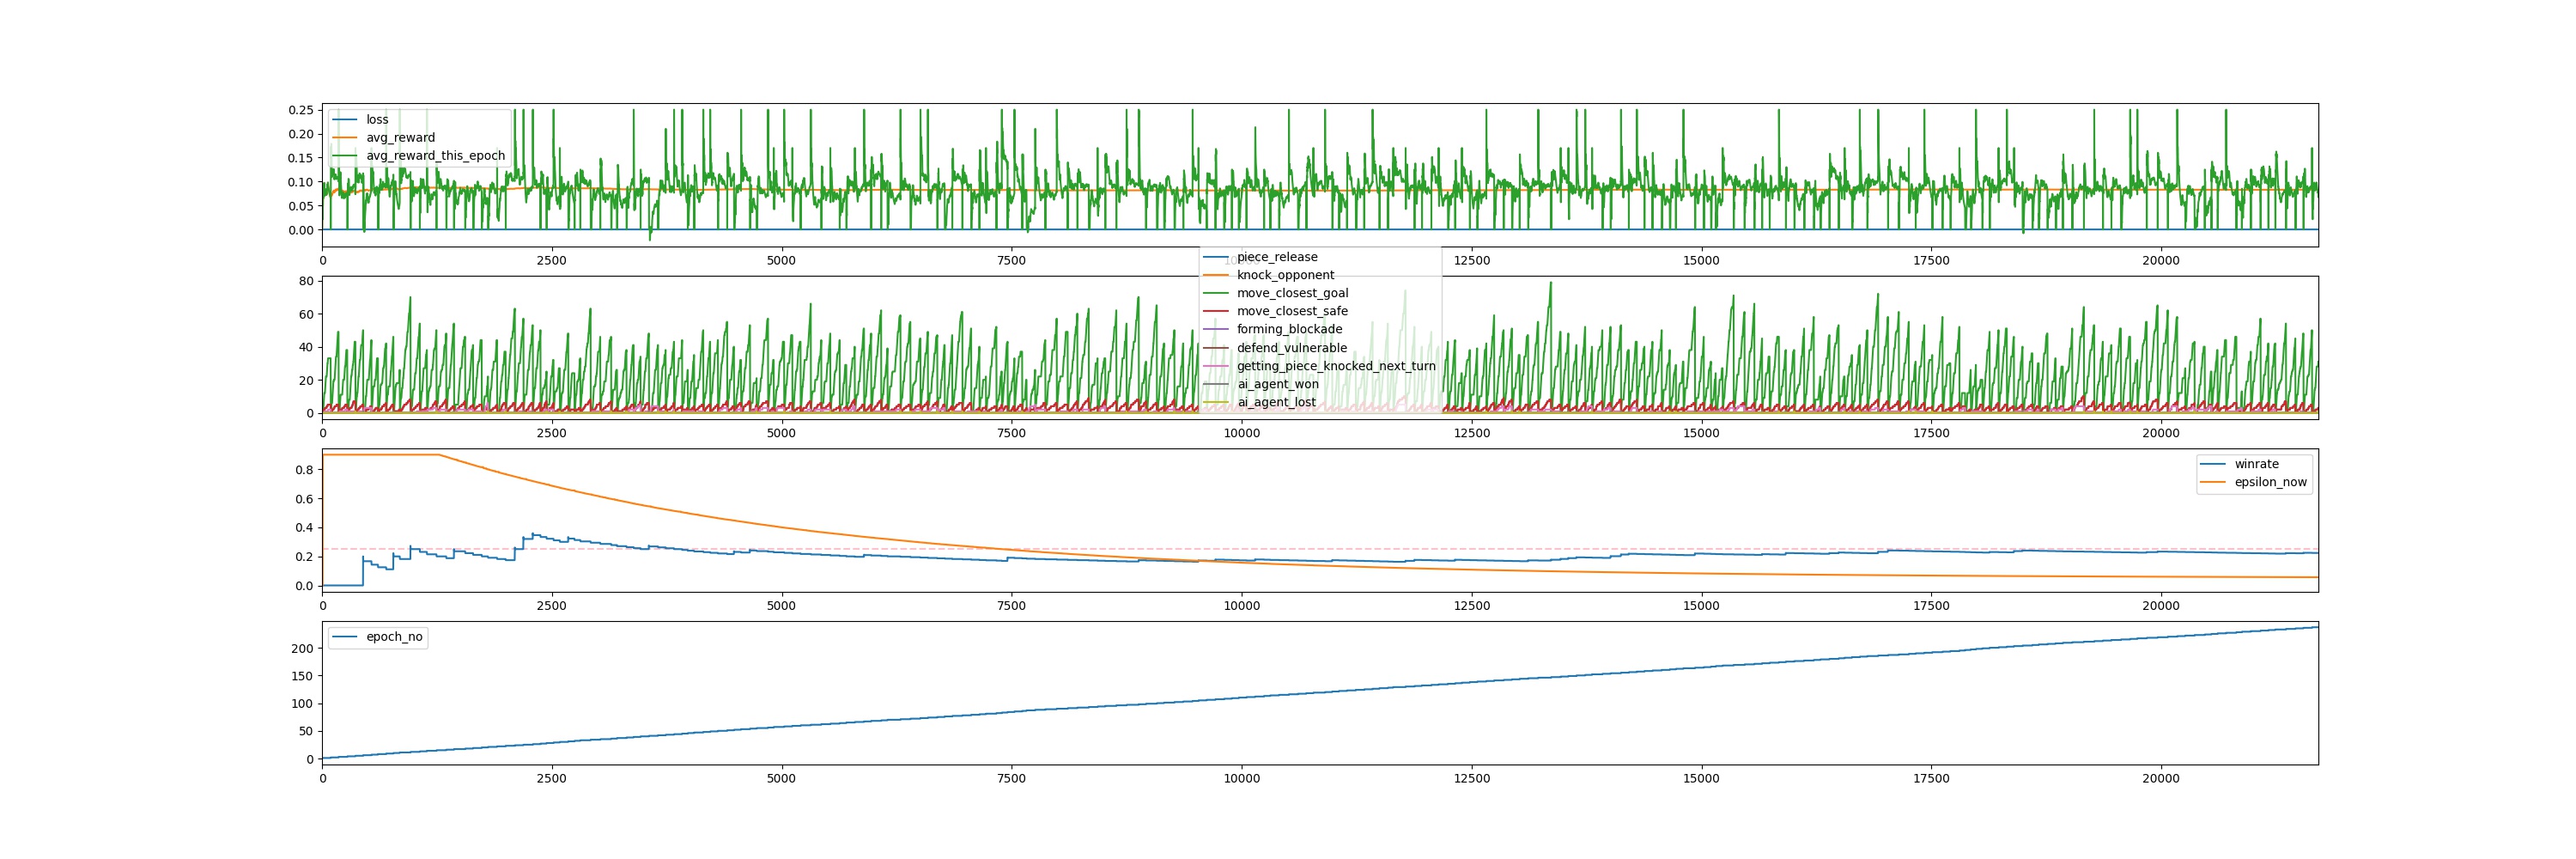 0.25
0.20
0.15
0.10
0.05
0.00
loss
avg_reward
avg_reward_this_epoch
0 2500 5000 7500 12500 15000 17500 20000
80
60
40
20
0
piece_release
knock_opponent
move_closest_goal
move_closest_safe
forming_blockade
defend_vulnerable
getting_piece_knocked_next_turn
ai_agent_won
ai_agent_lost
0 2500 5000 7500 10000 12500 15000 17500 20000
0.8
0.6
0.4
0.2
0.0
winrate
epsilon_now
0 2500 5000 7500 10000 12500 15000 17500 20000
200
150
100
50
0
epoch_no
0 2500 5000 7500 10000 12500 15000 17500 20000